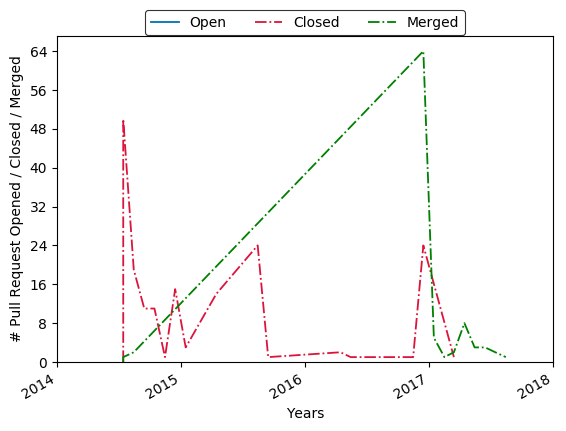 Open Closed Merged
# Pull Request Opened / Closed / Merged
64
56
48
40
32
24
16
8
0
2014 2015 2016 2017 2018
Years